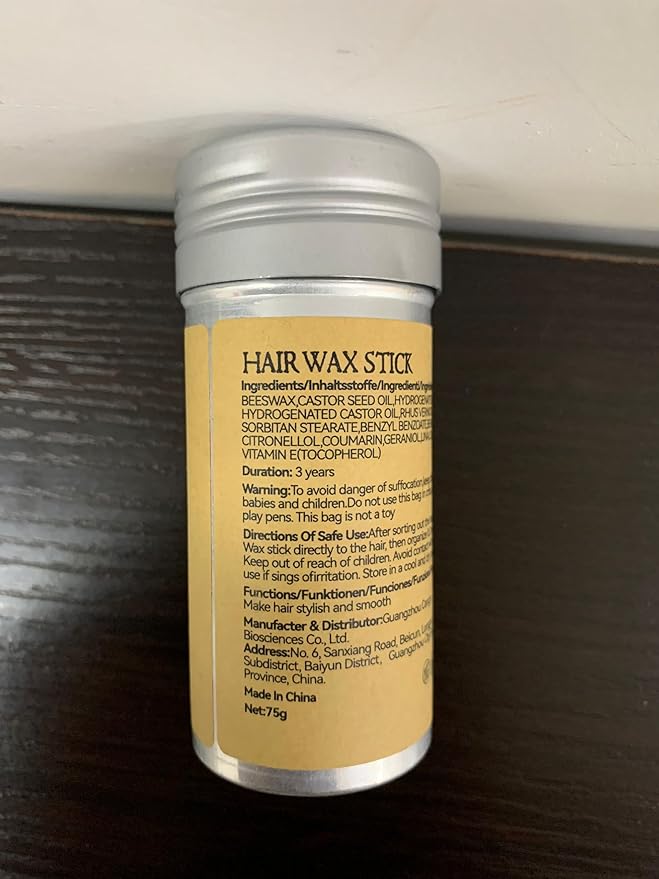 HAIR WAX STICK
Ingredients/Inhaltsstoffe/Ingredienti/
BEESWAX,CASTOR SEED OIL,
HYDROGENATED CASTOR OIL,RHUS
SORBITAN STEARATE,BENZYL BENZOATE,
CITRONELLOL,COUMARIN,GERANIOL,
VITAMIN E(TOCOPHEROL)
Duration: 3 years
Warning:To avoid danger of suffocation,
babies and children.Do not use this bag in
play pens. This bag is not a toy
Directions Of Safe Use:After sorting out the
Wax stick directly to the hair, then organize
Keep out of reach of children. Avoid contact
use if sings ofirritation. Store in a cool and
Functions/Funktionen/Funciones/
Make hair stylish and smooth
Manufacter & Distributor:Guangzhou
Biosciences Co., Ltd.
Address:No. 6, Sanxiang Road, Beicun,
Subdistrict, Baiyun District, Guangzhou
Province, China.
Made In China
Net:75g